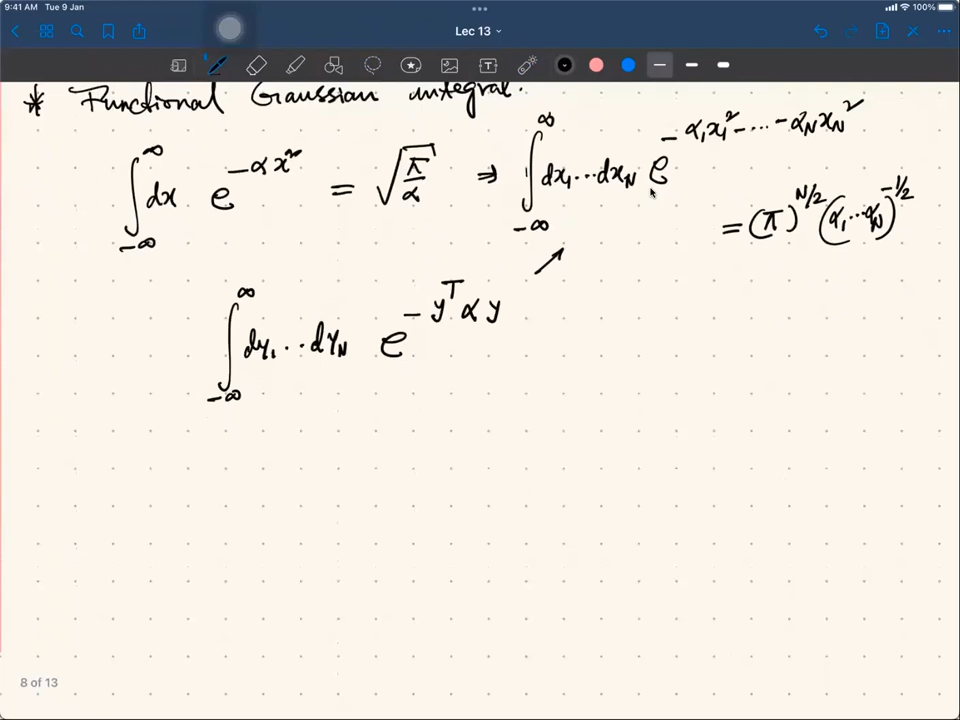 9:41 AM Tue 9 Jan
100%
Lec 13
* Functional Gaussian integral.
∫_{-∞}^{∞} dx e^{-αx²} = √(π/α) ⇒ ∫_{-∞}^{∞} dx₁...dx_N e^{-α₁x₁²-...-α_N x_N²}
= (π)^{N/2} (α₁...α_N)^{-1/2}
∫_{-∞}^{∞} dy₁...dy_N e^{-y^T α y}
8 of 13